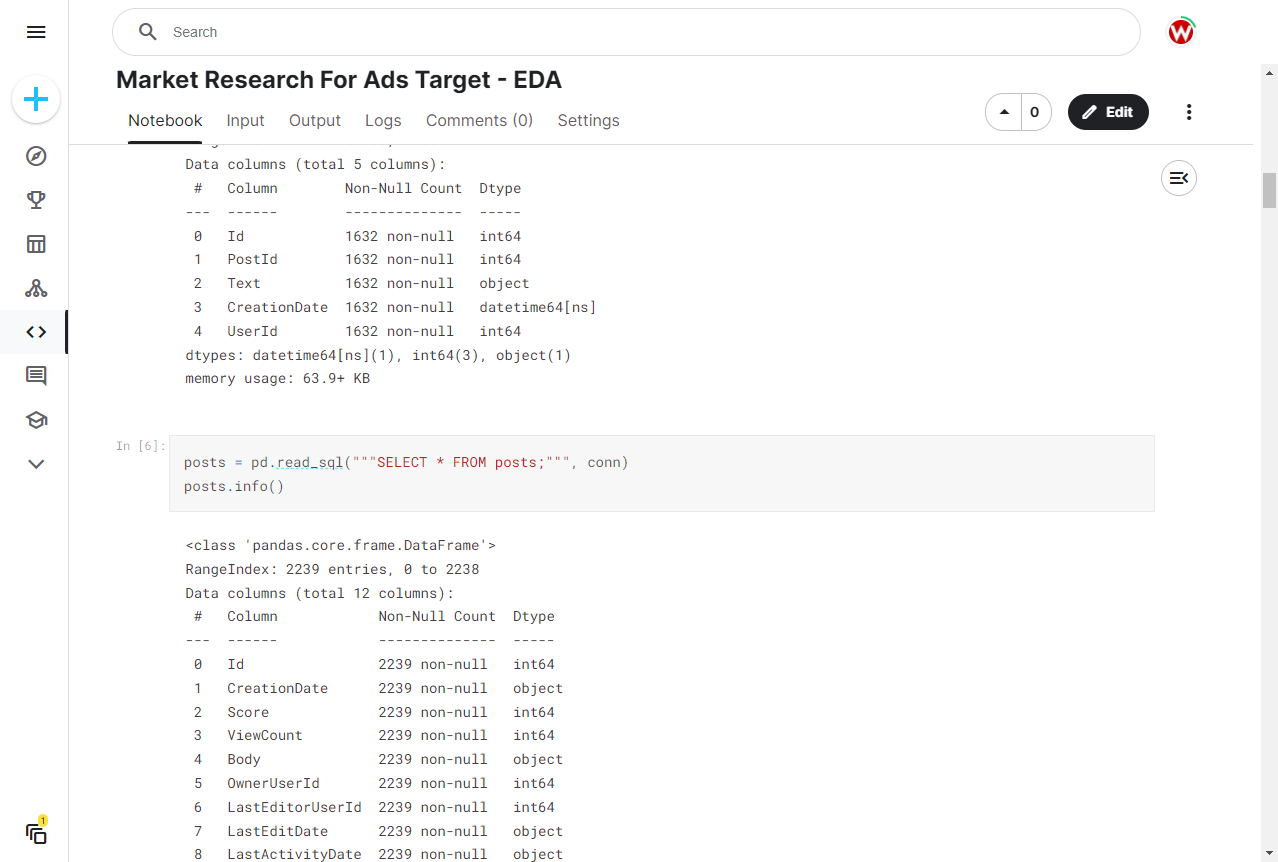 Search
W
Market Research For Ads Target - EDA
Notebook Input Output Logs Comments (0) Settings
0
Edit
Data columns (total 5 columns):
# Column Non-Null Count Dtype
--- ------ -------------- -----
0 Id 1632 non-null int64
1 PostId 1632 non-null int64
2 Text 1632 non-null object
3 CreationDate 1632 non-null datetime64[ns]
4 UserId 1632 non-null int64
dtypes: datetime64[ns](1), int64(3), object(1)
memory usage: 63.9+ KB
In [6]:
posts = pd.read_sql("""SELECT * FROM posts;""", conn)
posts.info()
<class 'pandas.core.frame.DataFrame'>
RangeIndex: 2239 entries, 0 to 2238
Data columns (total 12 columns):
# Column Non-Null Count Dtype
--- ------ -------------- -----
0 Id 2239 non-null int64
1 CreationDate 2239 non-null object
2 Score 2239 non-null int64
3 ViewCount 2239 non-null int64
4 Body 2239 non-null object
5 OwnerUserId 2239 non-null int64
6 LastEditorUserId 2239 non-null int64
7 LastEditDate 2239 non-null object
8 LastActivityDate 2239 non-null object
1